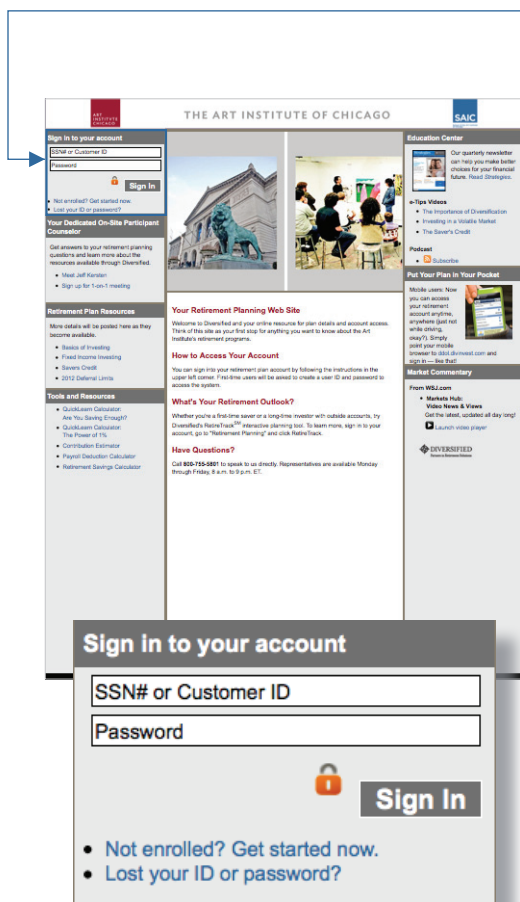 ART
INSTITUTE
CHICAGO
THE ART INSTITUTE OF CHICAGO
SAIC
Sign in to your account
SSN# or Customer ID
Password
Sign In
Not enrolled? Get started now.
Lost your ID or password?
Your Dedicated On-Site Participant
Counselor
Get answers to your retirement planning
questions and learn more about the
resources available through Diversified.
Meet Jeff Kersten
Sign up for 1-on-1 meeting
Retirement Plan Resources
More details will be posted here as they
become available.
Basics of Investing
Fixed Income Investing
Savers Credit
2012 Deferral Limits
Tools and Resources
QuickLearn Calculator:
Are You Saving Enough?
QuickLearn Calculator:
The Power of 1%
Contribution Estimator
Payroll Deduction Calculator
Retirement Savings Calculator
Your Retirement Planning Web Site
Welcome to Diversified and your online resource for plan details and account access.
Think of this site as your first stop for anything you want to know about the Art
Institute's retirement programs.
How to Access Your Account
You can sign into your retirement plan account by following the instructions in the
upper left corner. First-time users will be asked to create a user ID and password to
access the system.
What's Your Retirement Outlook?
Whether you're a first-time saver or a long-time investor with outside accounts, try
Diversified's RetireTrack℠ interactive planning tool. To learn more, sign in to your
account, go to "Retirement Planning" and click RetireTrack.
Have Questions?
Call 800-755-5801 to speak to us directly. Representatives are available Monday
through Friday, 8 a.m. to 9 p.m. ET.
Education Center
Our quarterly newsletter
can help you make better
choices for your financial
future. Read Strategies.
e-Tips Videos
The Importance of Diversification
Investing in a Volatile Market
The Saver's Credit
Podcast
Subscribe
Put Your Plan in Your Pocket
Mobile users: Now
you can access
your retirement
account anytime,
anywhere (just not
while driving,
okay?). Simply
point your mobile
browser to ddol.divinvest.com and
sign in — like that!
Market Commentary
From WSJ.com
Markets Hub:
Video News & Views
Get the latest, updated all day long!
Launch video player
DIVERSIFIED
Sign in to your account
SSN# or Customer ID
Password
Sign In
Not enrolled? Get started now.
Lost your ID or password?